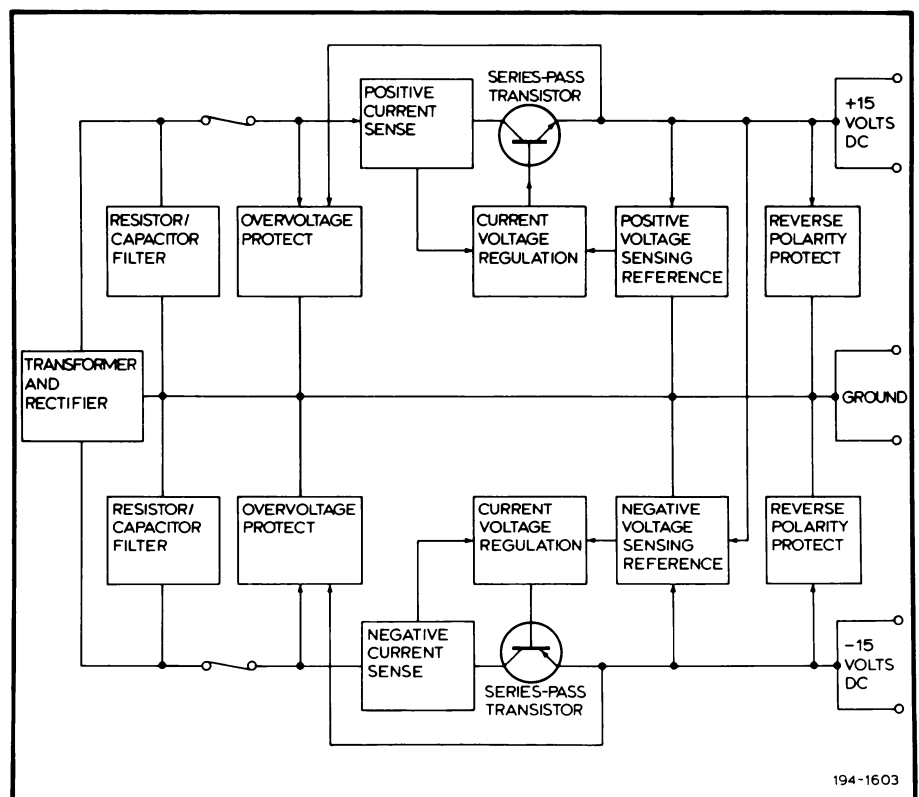 SERIES-PASS
TRANSISTOR
POSITIVE
CURRENT
SENSE
+15
VOLTS
DC
RESISTOR/
CAPACITOR
FILTER
OVERVOLTAGE
PROTECT
CURRENT
VOLTAGE
REGULATION
POSITIVE
VOLTAGE
SENSING
REFERENCE
REVERSE
POLARITY
PROTECT
TRANSFORMER
AND
RECTIFIER
GROUND
RESISTOR/
CAPACITOR
FILTER
OVERVOLTAGE
PROTECT
CURRENT
VOLTAGE
REGULATION
NEGATIVE
VOLTAGE
SENSING
REFERENCE
REVERSE
POLARITY
PROTECT
NEGATIVE
CURRENT
SENSE
SERIES-PASS
TRANSISTOR
-15
VOLTS
DC
194-1603